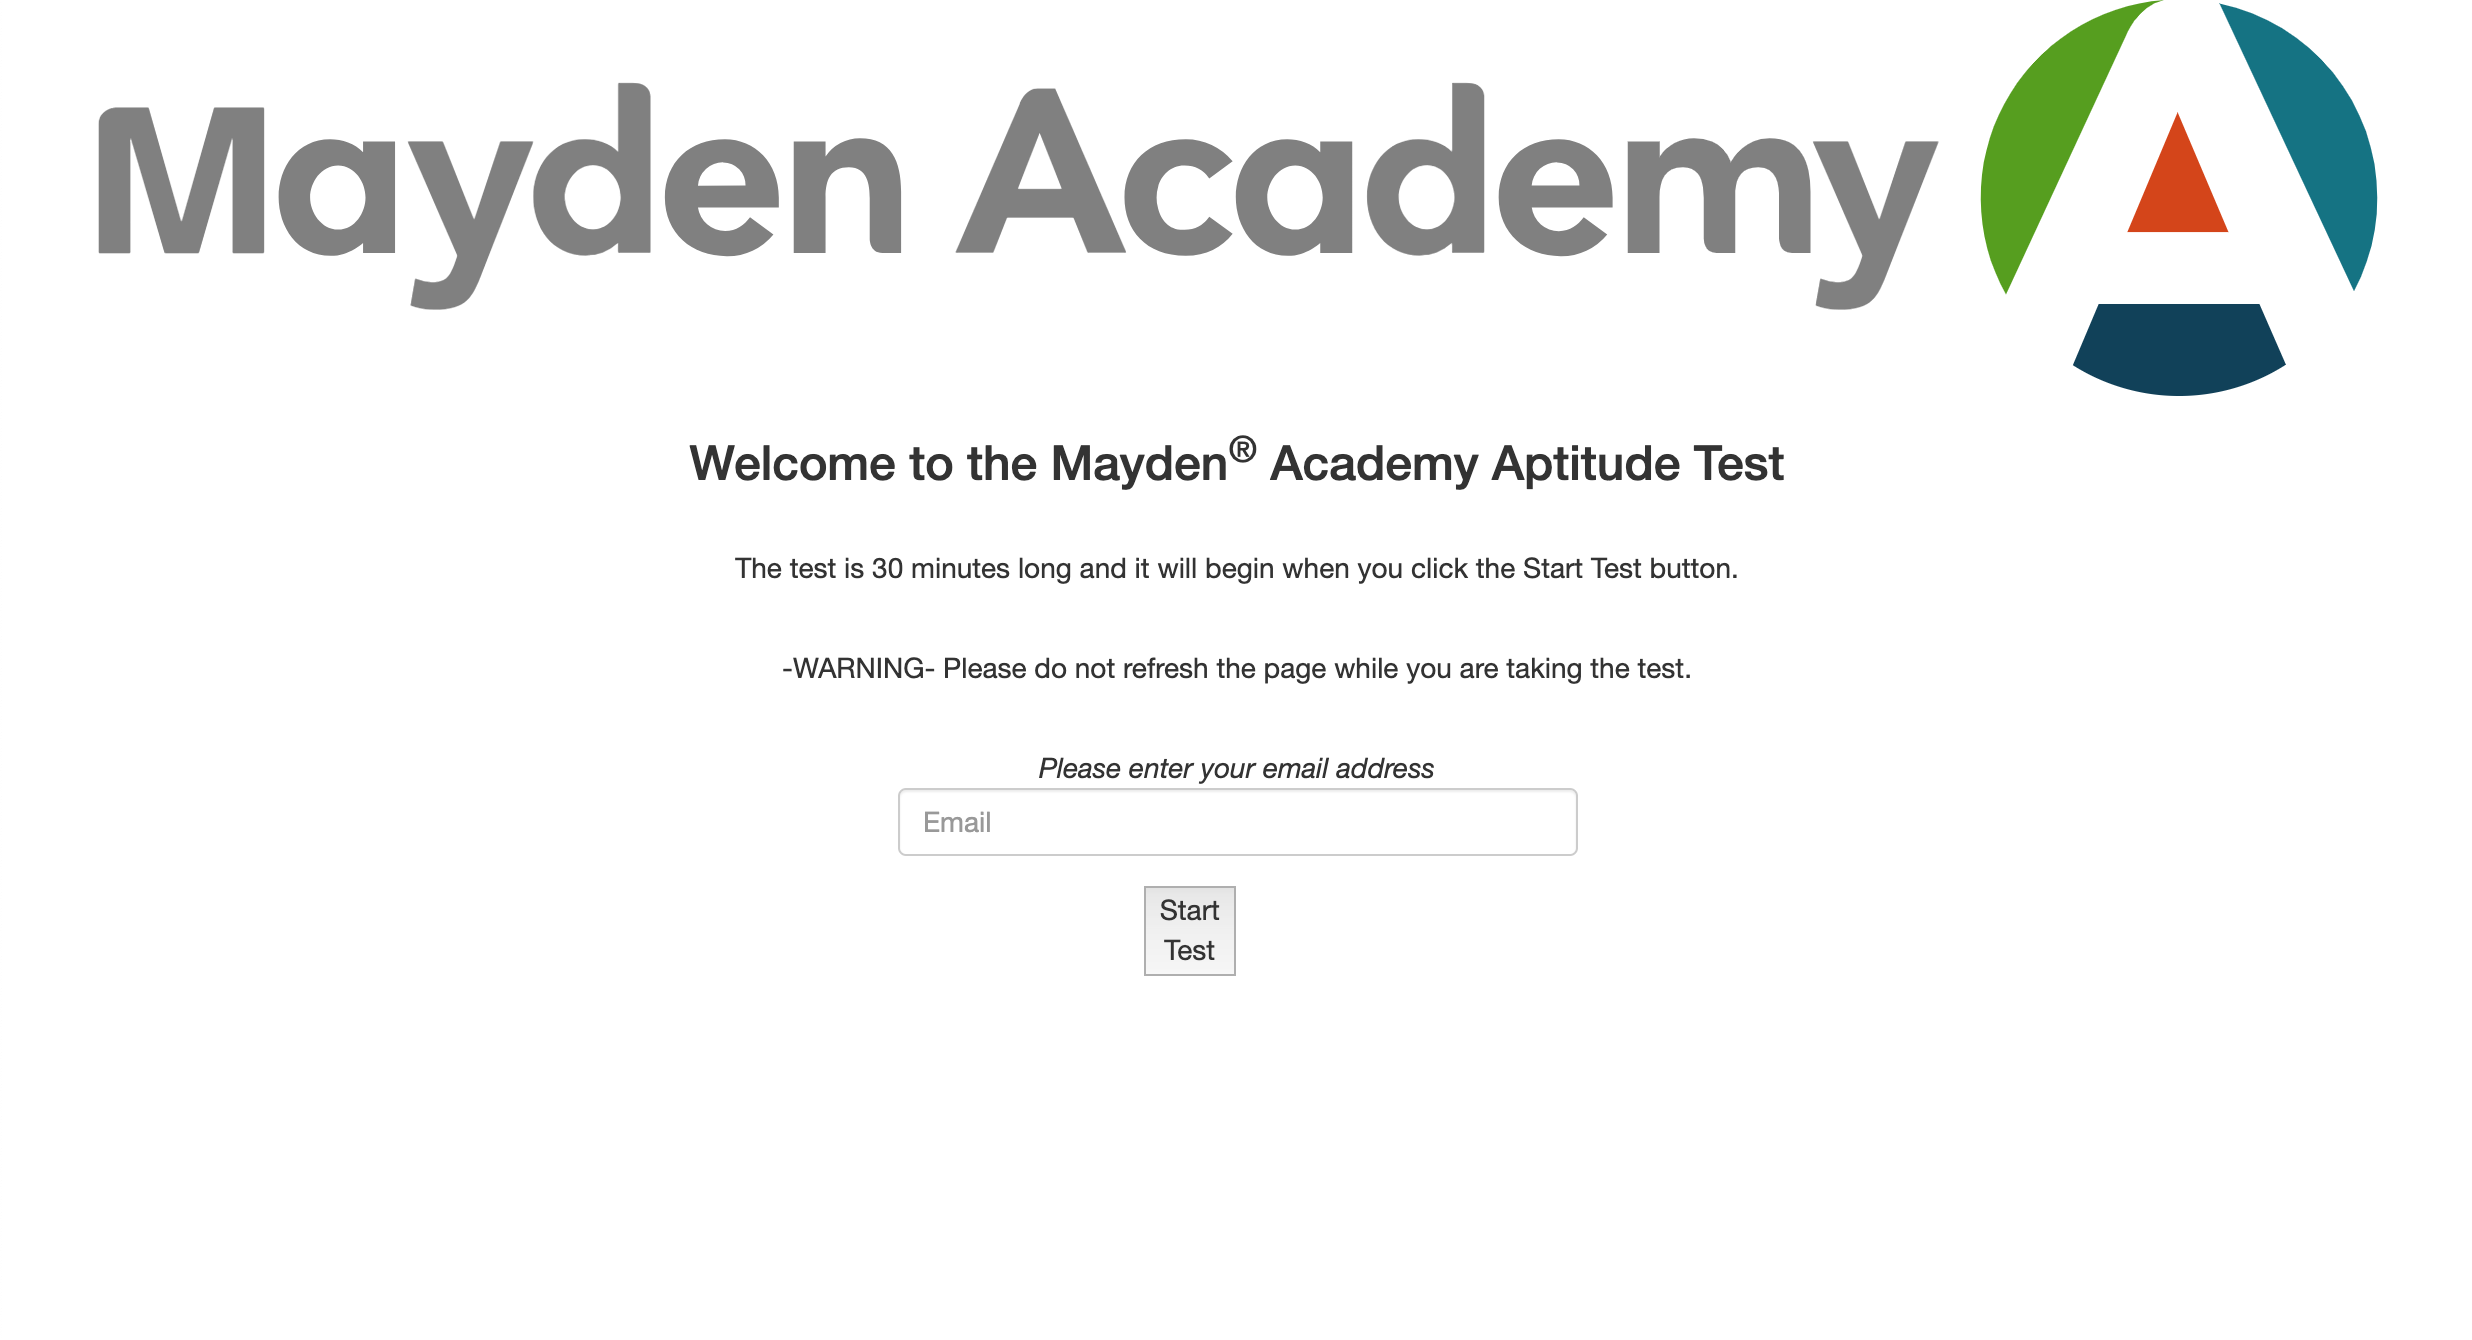 Mayden Academy
Welcome to the Mayden® Academy Aptitude Test
The test is 30 minutes long and it will begin when you click the Start Test button.
-WARNING- Please do not refresh the page while you are taking the test.
Please enter your email address
Email
Start
Test